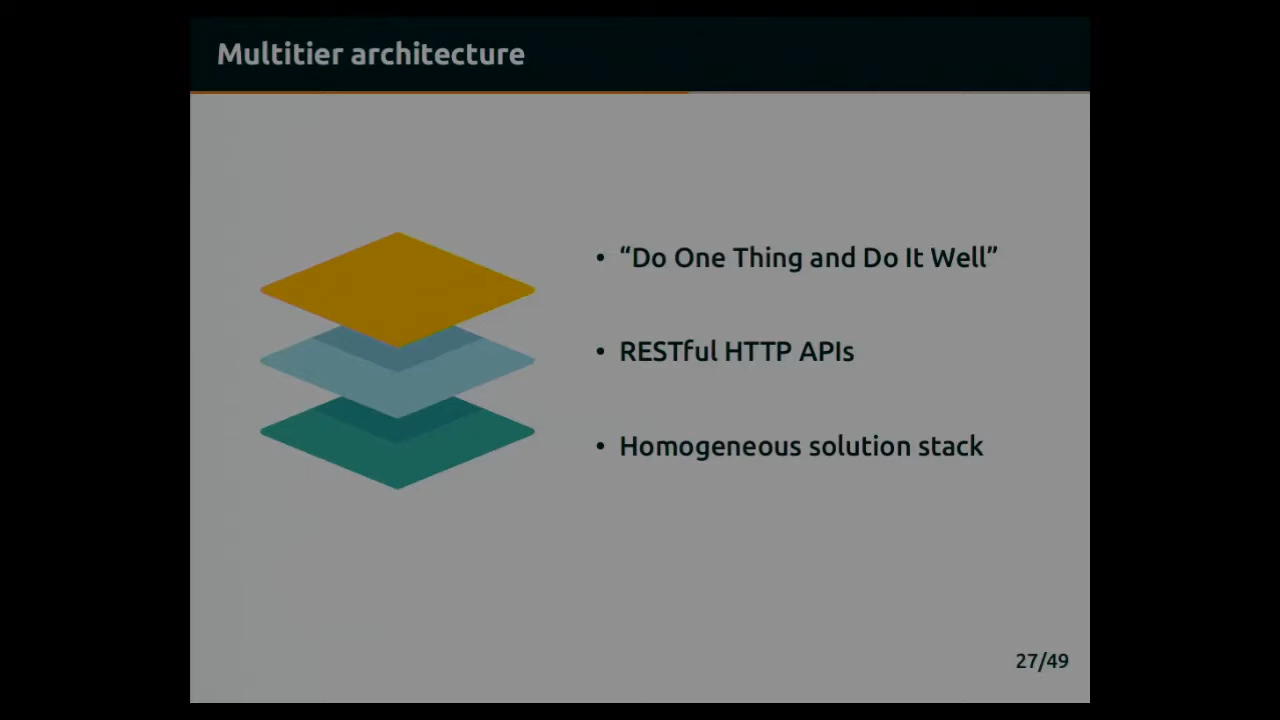 Multitier architecture
• “Do One Thing and Do It Well”
• RESTful HTTP APIs
• Homogeneous solution stack
27/49